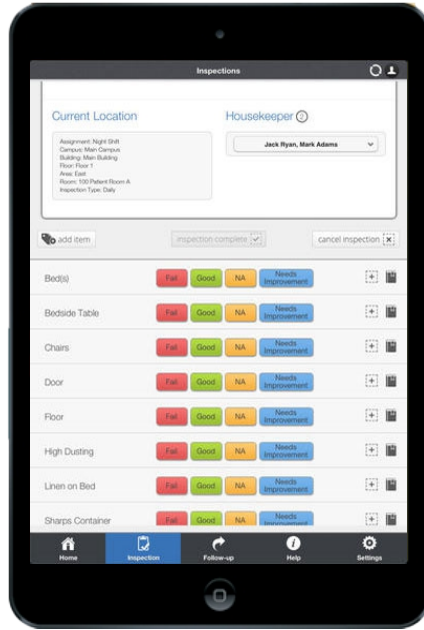 Inspections
Current Location
Housekeeper 2
Assignment: Night Shift
Campus: Main Campus
Building: Main Building
Floor: Floor 1
Area: East
Room: 100 Patient Room A
Inspection Type: Daily
Jack Ryan, Mark Adams
add item
inspection complete
cancel inspection
Bed(s)
Fail Good NA Needs Improvement
Bedside Table
Fail Good NA Needs Improvement
Chairs
Fail Good NA Needs Improvement
Door
Fail Good NA Needs Improvement
Floor
Fail Good NA Needs Improvement
High Dusting
Fail Good NA Needs Improvement
Linen on Bed
Fail Good NA Needs Improvement
Sharps Container
Fail Good NA Needs Improvement
Home
Inspection
Follow-up
Help
Settings